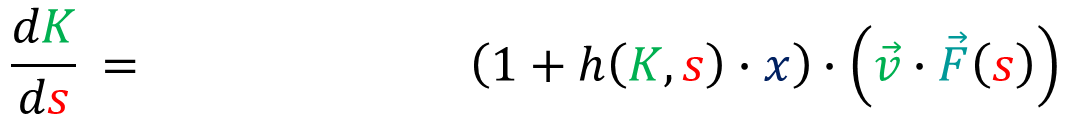 dK/ds = (1 + h(K, s) · x) · (v⃗ · F⃗(s))